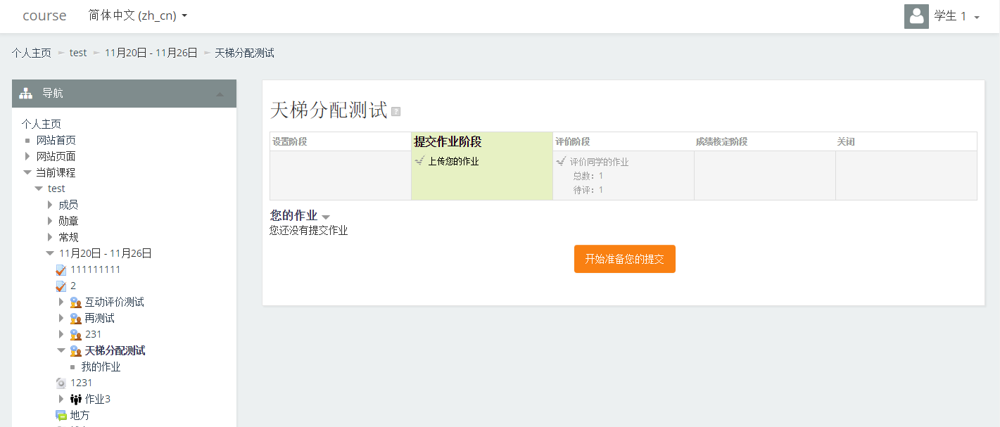 course 简体中文 (zh_cn)
学生 1
个人主页 test 11月20日 - 11月26日 天梯分配测试
导航
个人主页
网站首页
网站页面
当前课程
test
成员
勋章
常规
11月20日 - 11月26日
111111111
2
互动评价测试
再测试
231
天梯分配测试
我的作业
1231
作业3
地方
天梯分配测试
设置阶段 提交作业阶段 评价阶段 成绩核定阶段 关闭
上传您的作业 评价同学的作业
总数: 1
待评: 1
您的作业
您还没有提交作业
开始准备您的提交